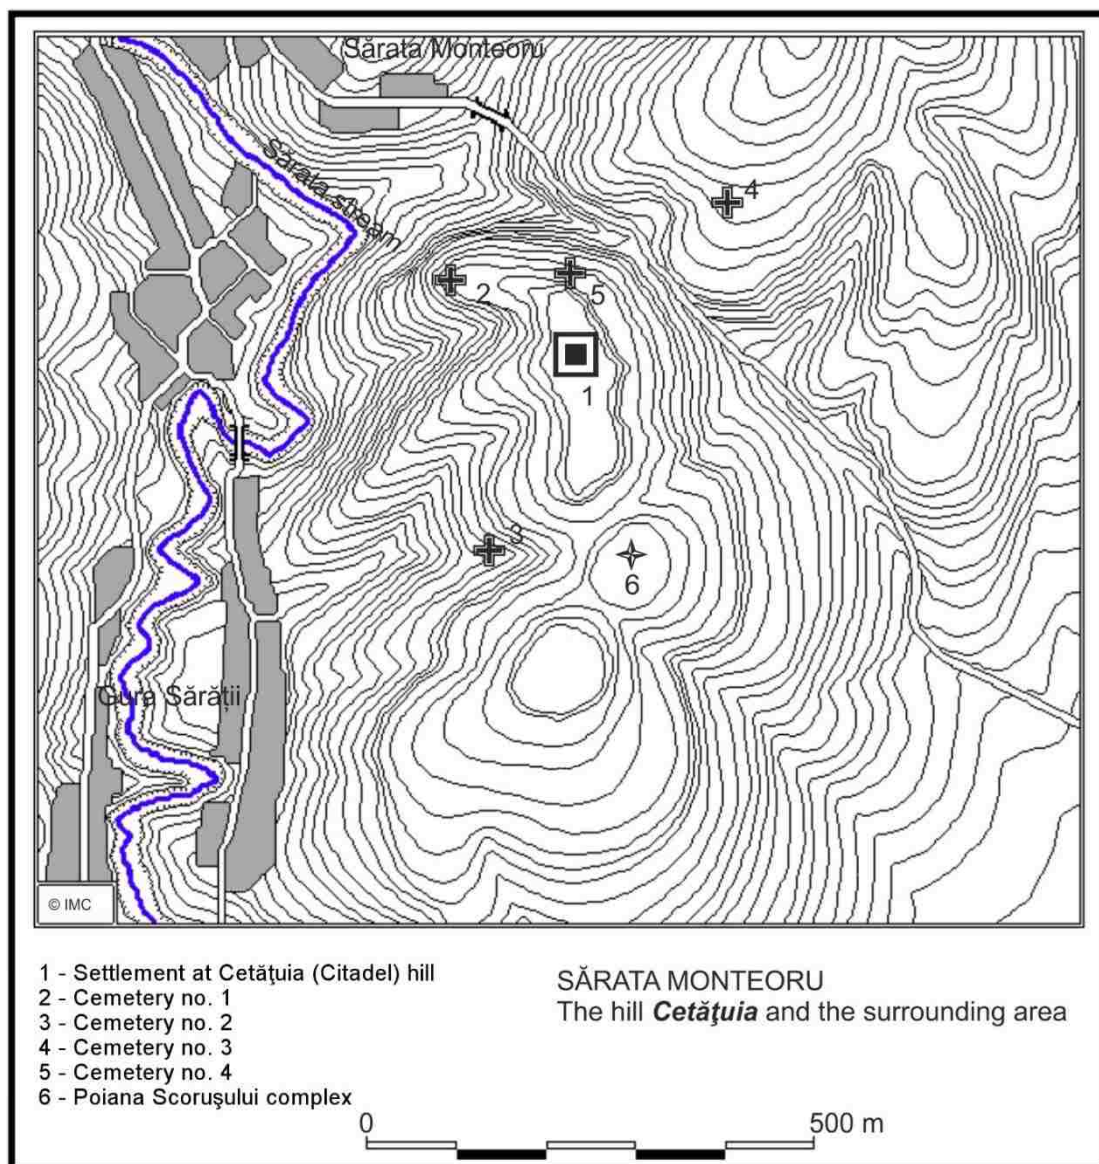 Sărata Monteoru
Sărata stream
4
2
5
1
3
6
Gura Sărății
© IMC
1 - Settlement at Cetăţuia (Citadel) hill
2 - Cemetery no. 1
3 - Cemetery no. 2
4 - Cemetery no. 3
5 - Cemetery no. 4
6 - Poiana Scoruşului complex
SĂRATA MONTEORU
The hill Cetăţuia and the surrounding area
0 500 m